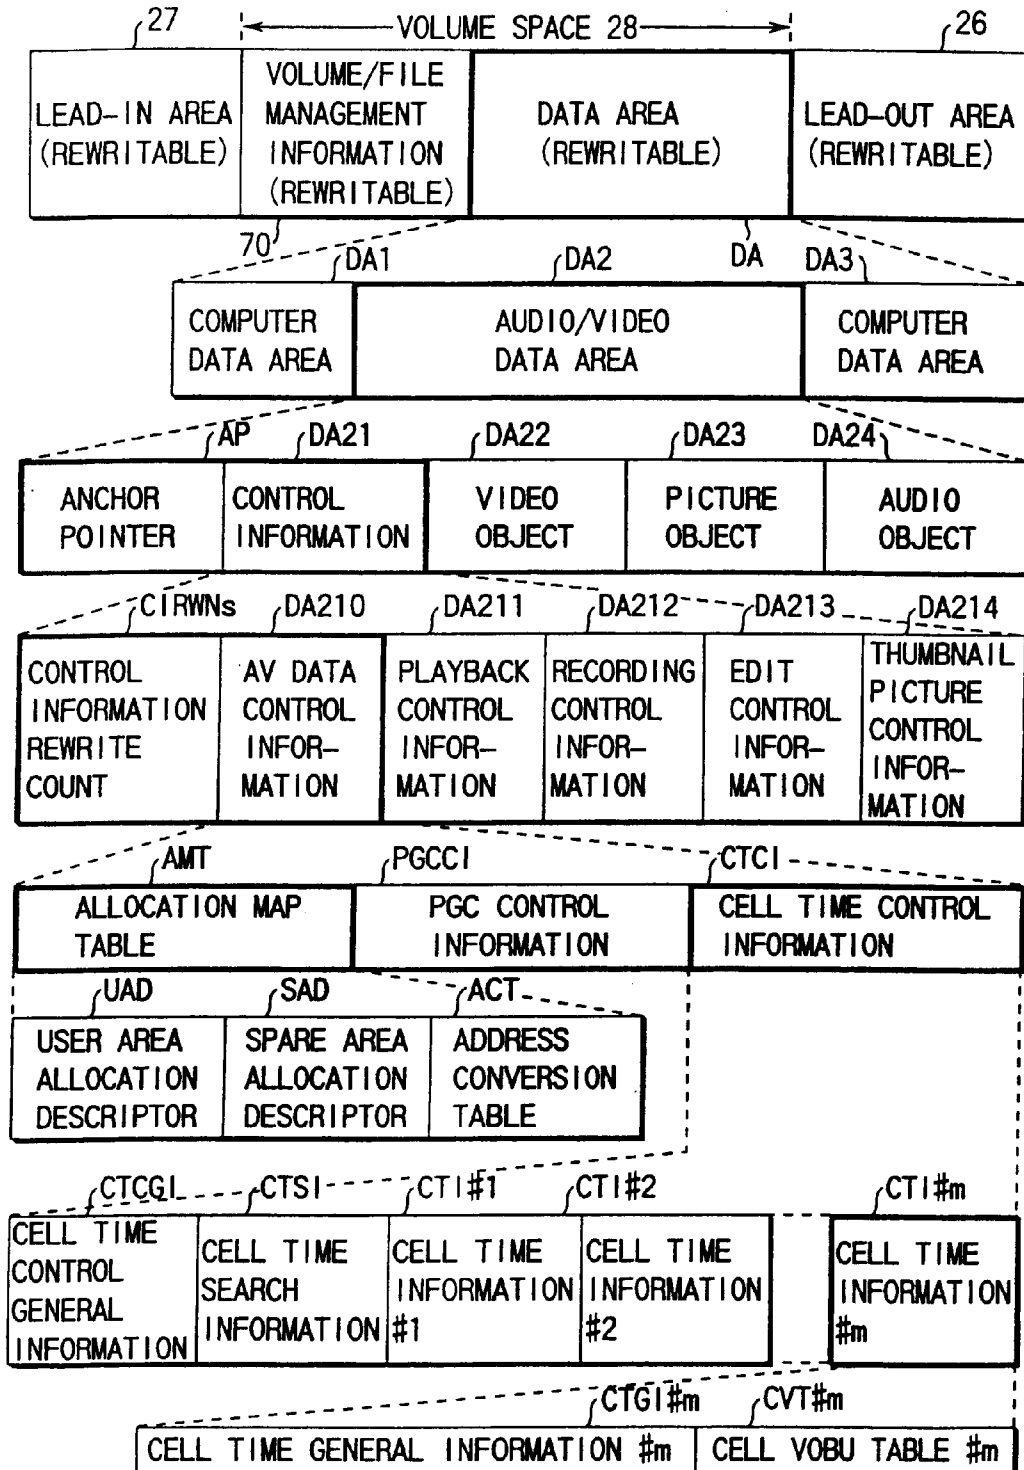 27
VOLUME SPACE 28
26
LEAD-IN AREA
(REWRITABLE)
VOLUME/FILE
MANAGEMENT
INFORMATION
(REWRITABLE)
DATA AREA
(REWRITABLE)
LEAD-OUT AREA
(REWRITABLE)
70
DA
DA1
DA2
DA3
COMPUTER
DATA AREA
AUDIO/VIDEO
DATA AREA
COMPUTER
DATA AREA
AP
DA21
DA22
DA23
DA24
ANCHOR
POINTER
CONTROL
INFORMATION
VIDEO
OBJECT
PICTURE
OBJECT
AUDIO
OBJECT
CIRWNs
DA210
DA211
DA212
DA213
DA214
CONTROL
INFORMATION
REWRITE
COUNT
AV DATA
CONTROL
INFOR-
MATION
PLAYBACK
CONTROL
INFOR-
MATION
RECORDING
CONTROL
INFOR-
MATION
EDIT
CONTROL
INFOR-
MATION
THUMBNAIL
PICTURE
CONTROL
INFOR-
MATION
AMT
PGCCI
CTCI
ALLOCATION MAP
TABLE
PGC CONTROL
INFORMATION
CELL TIME CONTROL
INFORMATION
UAD
SAD
ACT
USER AREA
ALLOCATION
DESCRIPTOR
SPARE AREA
ALLOCATION
DESCRIPTOR
ADDRESS
CONVERSION
TABLE
CTCGI
CTSI
CTI#1
CTI#2
CTI#m
CELL TIME
CONTROL
GENERAL
INFORMATION
CELL TIME
SEARCH
INFORMATION
CELL TIME
INFORMATION
#1
CELL TIME
INFORMATION
#2
CELL TIME
INFORMATION
#m
CTGI#m
CVT#m
CELL TIME GENERAL INFORMATION #m
CELL VOBU TABLE #m